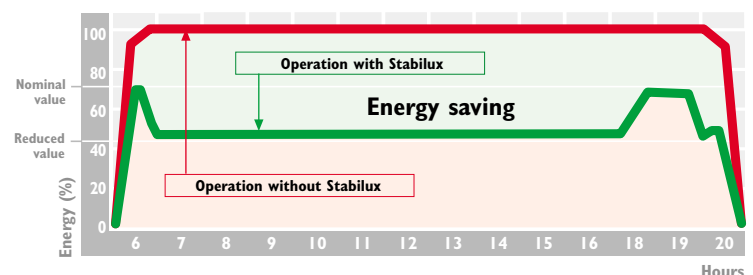 100
80
60
40
20
0
Nominal
value
Reduced
value
Energy (%)
Operation with Stabilux
Energy saving
Operation without Stabilux
6 7 8 9 10 11 12 13 14 15 16 18 19 20
Hours